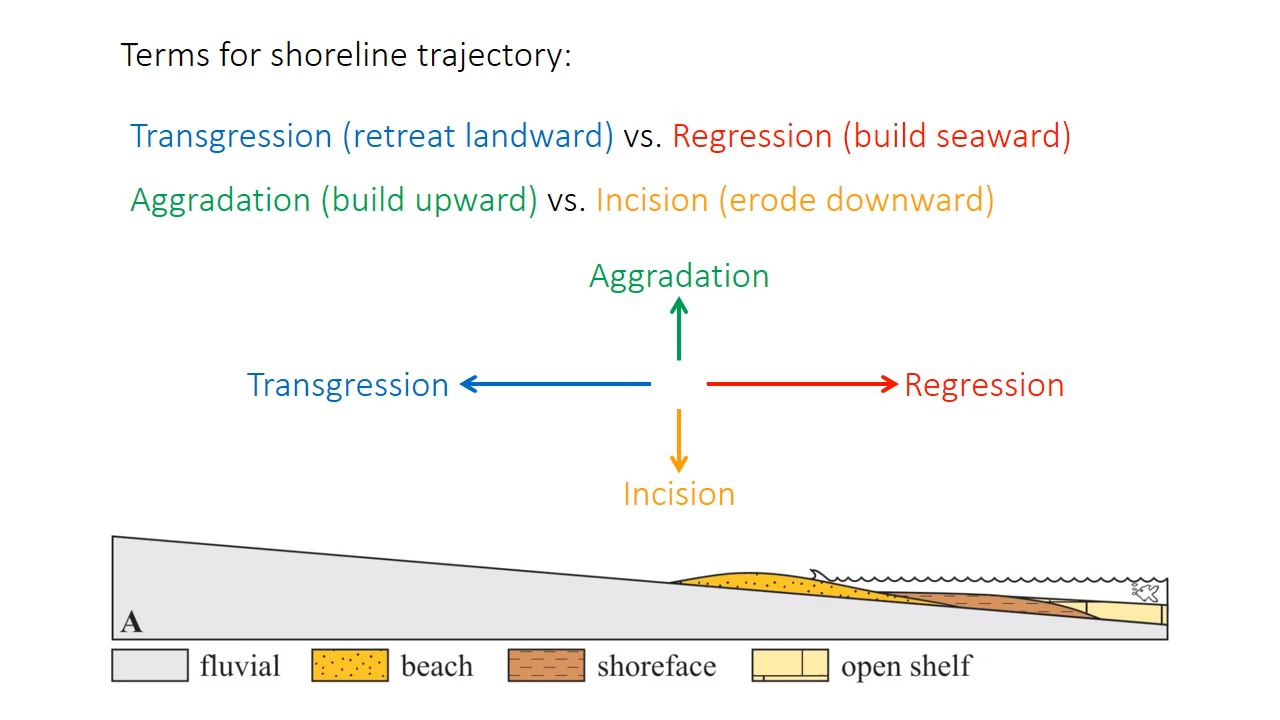 Terms for shoreline trajectory:
Transgression (retreat landward) vs. Regression (build seaward)
Aggradation (build upward) vs. Incision (erode downward)
Aggradation
Transgression
Regression
Incision
A
fluvial
beach
shoreface
open shelf